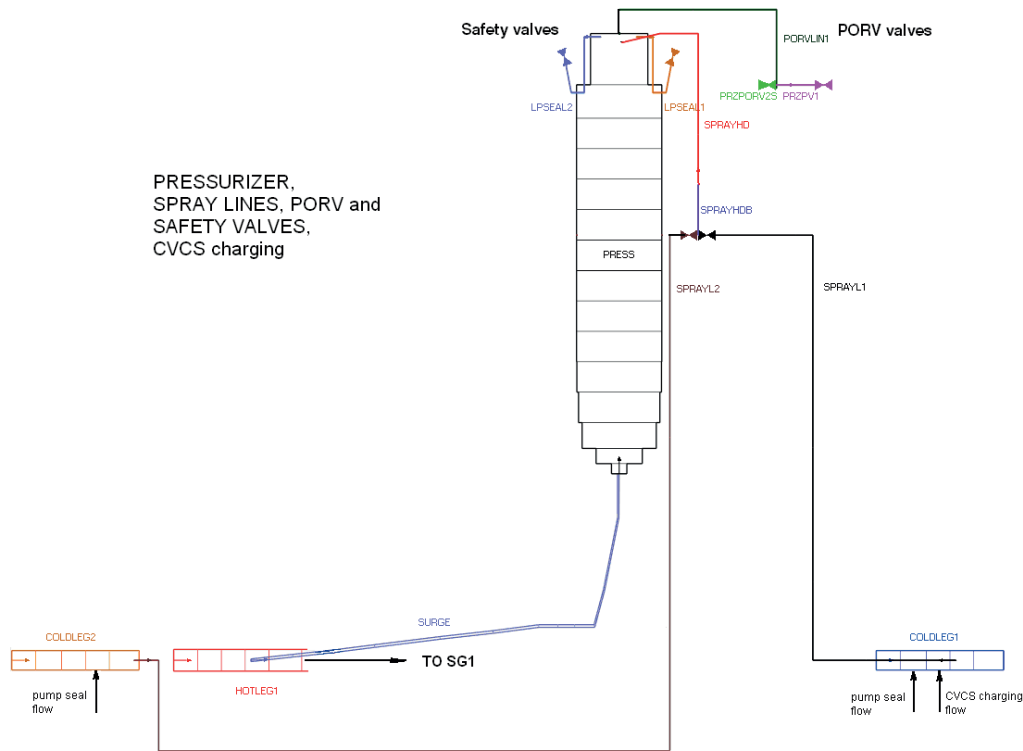 Safety valves
PORV valves
PORVLIN1
PRZPORV2S
PRZPV1
LPSEAL2
LPSEAL1
SPRAYHD
PRESSURIZER,
SPRAY LINES, PORV and
SAFETY VALVES,
CVCS charging
SPRAYHDB
PRESS
SPRAYL2
SPRAYL1
SURGE
COLDLEG2
COLDLEG1
TO SG1
HOTLEG1
pump seal
flow
pump seal
flow
CVCS charging
flow